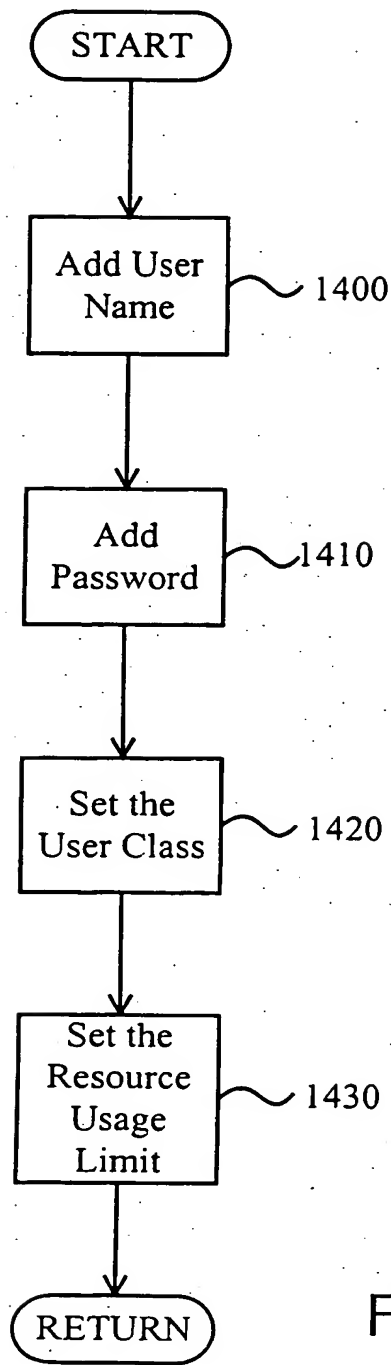 START
Add User
Name
1400
Add
Password
1410
Set the
User Class
1420
Set the
Resource
Usage
Limit
1430
RETURN
F